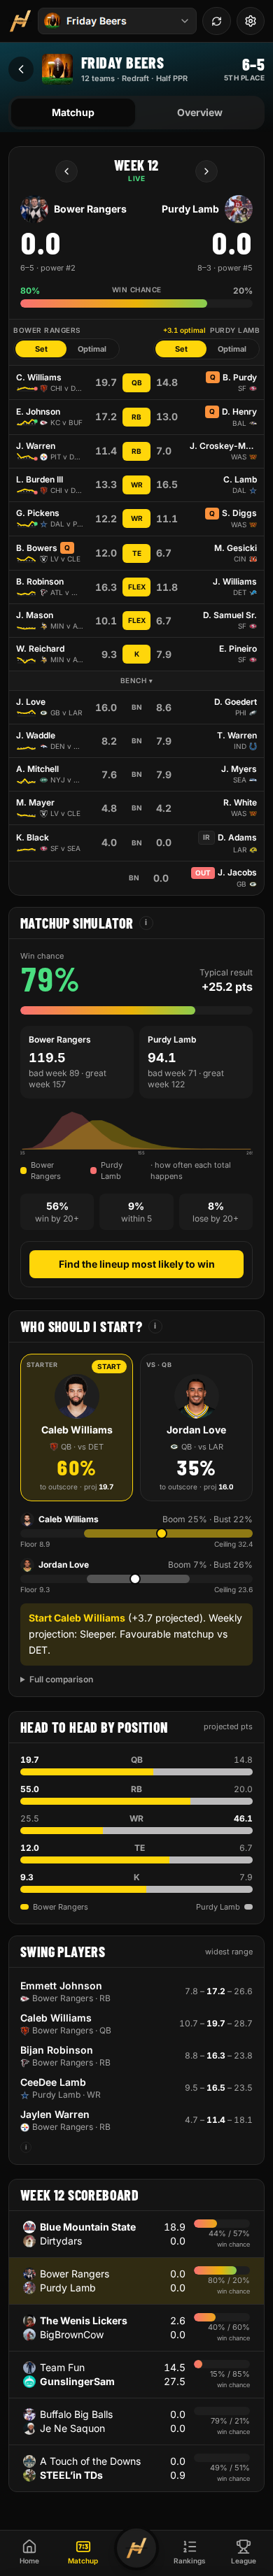 Friday Beers
FRIDAY BEERS
12 teams · Redraft · Half PPR
6–5
5TH PLACE
Matchup Overview
WEEK 12
LIVE
Bower Rangers Purdy Lamb
0.0 0.0
6–5 · power #2 8–3 · power #5
80% WIN CHANCE 20%
BOWER RANGERS +3.1 optimal PURDY LAMB
Set Optimal Set Optimal
C. Williams 19.7 QB 14.8 Q B. Purdy
CHI v D... SF
E. Johnson 17.2 RB 13.0 Q D. Henry
KC v BUF BAL
J. Warren 11.4 RB 7.0 J. Croskey-M...
PIT v D... WAS
L. Burden III 13.3 WR 16.5 C. Lamb
CHI v D... DAL
G. Pickens 12.2 WR 11.1 Q S. Diggs
DAL v P... WAS
B. Bowers Q 12.0 TE 6.7 M. Gesicki
LV v CLE CIN
B. Robinson 16.3 FLEX 11.8 J. Williams
ATL v ... DET
J. Mason 10.1 FLEX 6.7 D. Samuel Sr.
MIN v A... SF
W. Reichard 9.3 K 7.9 E. Pineiro
MIN v A... SF
BENCH ▾
J. Love 16.0 BN 8.6 D. Goedert
GB v LAR PHI
J. Waddle 8.2 BN 7.9 T. Warren
DEN v ... IND
A. Mitchell 7.6 BN 7.9 J. Myers
NYJ v ... SEA
M. Mayer 4.8 BN 4.2 R. White
LV v CLE WAS
K. Black 4.0 BN 0.0 IR D. Adams
SF v SEA LAR
BN 0.0 OUT J. Jacobs
GB
MATCHUP SIMULATOR i
Win chance
79%
Typical result
+25.2 pts
Bower Rangers
119.5
bad week 89 · great week 157
Purdy Lamb
94.1
bad week 71 · great week 122
Bower Rangers
Purdy Lamb
· how often each total happens
56% 9% 8%
win by 20+ within 5 lose by 20+
Find the lineup most likely to win
WHO SHOULD I START? i
STARTER START
Caleb Williams
QB · vs DET
60%
to outscore · proj 19.7
VS · QB
Jordan Love
QB · vs LAR
35%
to outscore · proj 16.0
Caleb Williams Boom 25% · Bust 22%
Floor 8.9 Ceiling 32.4
Jordan Love Boom 7% · Bust 26%
Floor 9.3 Ceiling 23.6
Start Caleb Williams (+3.7 projected). Weekly
projection: Sleeper. Favourable matchup vs
DET.
▶ Full comparison
HEAD TO HEAD BY POSITION projected pts
19.7 QB 14.8
55.0 RB 20.0
25.5 WR 46.1
12.0 TE 6.7
9.3 K 7.9
Bower Rangers Purdy Lamb
SWING PLAYERS widest range
Emmett Johnson
Bower Rangers · RB
7.8 – 17.2 – 26.6
Caleb Williams
Bower Rangers · QB
10.7 – 19.7 – 28.7
Bijan Robinson
Bower Rangers · RB
8.8 – 16.3 – 23.8
CeeDee Lamb
Purdy Lamb · WR
9.5 – 16.5 – 23.5
Jaylen Warren
Bower Rangers · RB
4.7 – 11.4 – 18.1
i
WEEK 12 SCOREBOARD
Blue Mountain State 18.9
Dirtydars 0.0
44% / 57%
win chance
Bower Rangers 0.0
Purdy Lamb 0.0
80% / 20%
win chance
The Wenis Lickers 2.6
BigBrownCow 0.0
40% / 60%
win chance
Team Fun 14.5
GunslingerSam 27.5
15% / 85%
win chance
Buffalo Big Balls 0.0
Je Ne Saquon 0.0
79% / 21%
win chance
A Touch of the Downs 0.0
STEEL'in TDs 0.9
49% / 51%
win chance
Home Matchup Rankings League